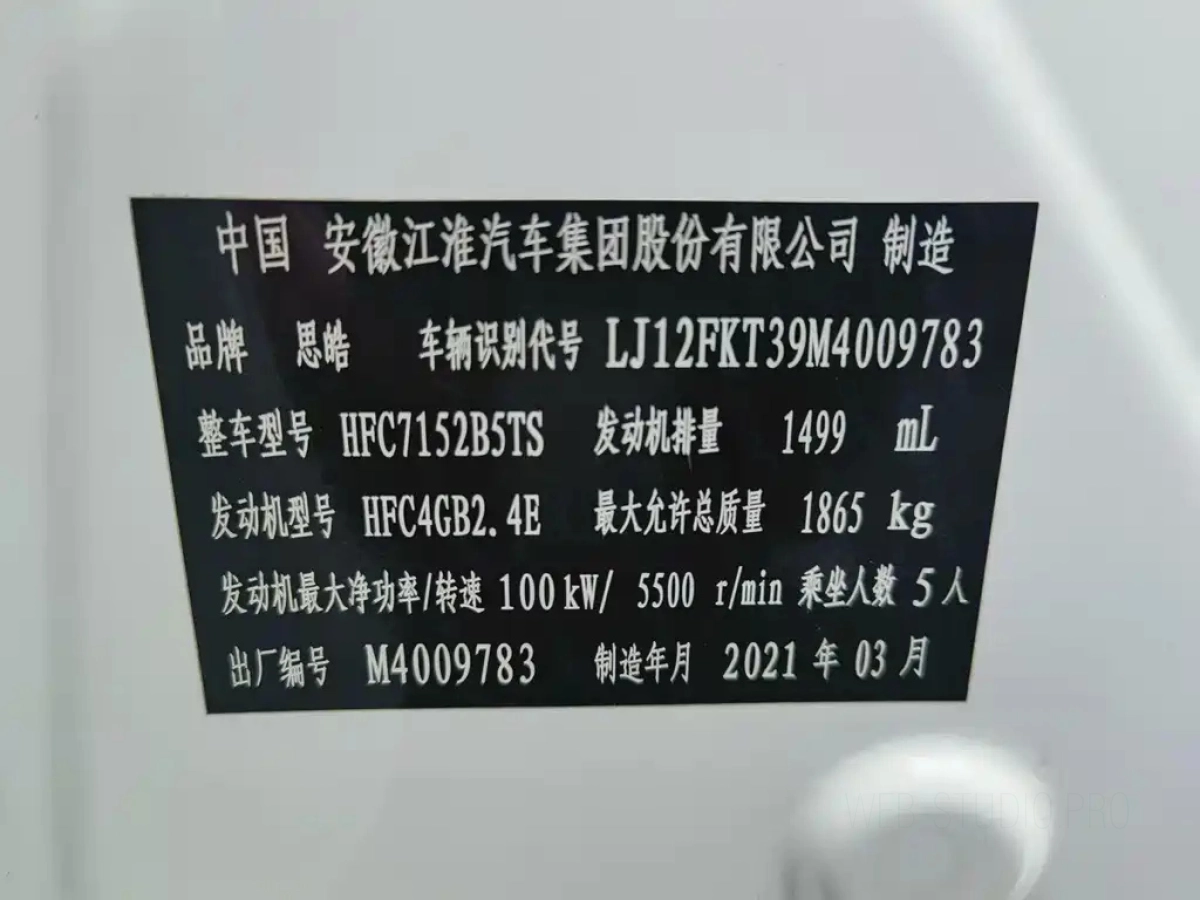 中国 安徽江淮汽车集团股份有限公司 制造
品牌 思皓 车辆识别代号 LJ12FKT39M4009783
整车型号 HFC7152B5TS 发动机排量 1499 mL
发动机型号 HFC4GB2.4E 最大允许总质量 1865 kg
发动机最大净功率/转速 100 kW/ 5500 r/min 乘坐人数 5 人
出厂编号 M4009783 制造年月 2021 年 03 月